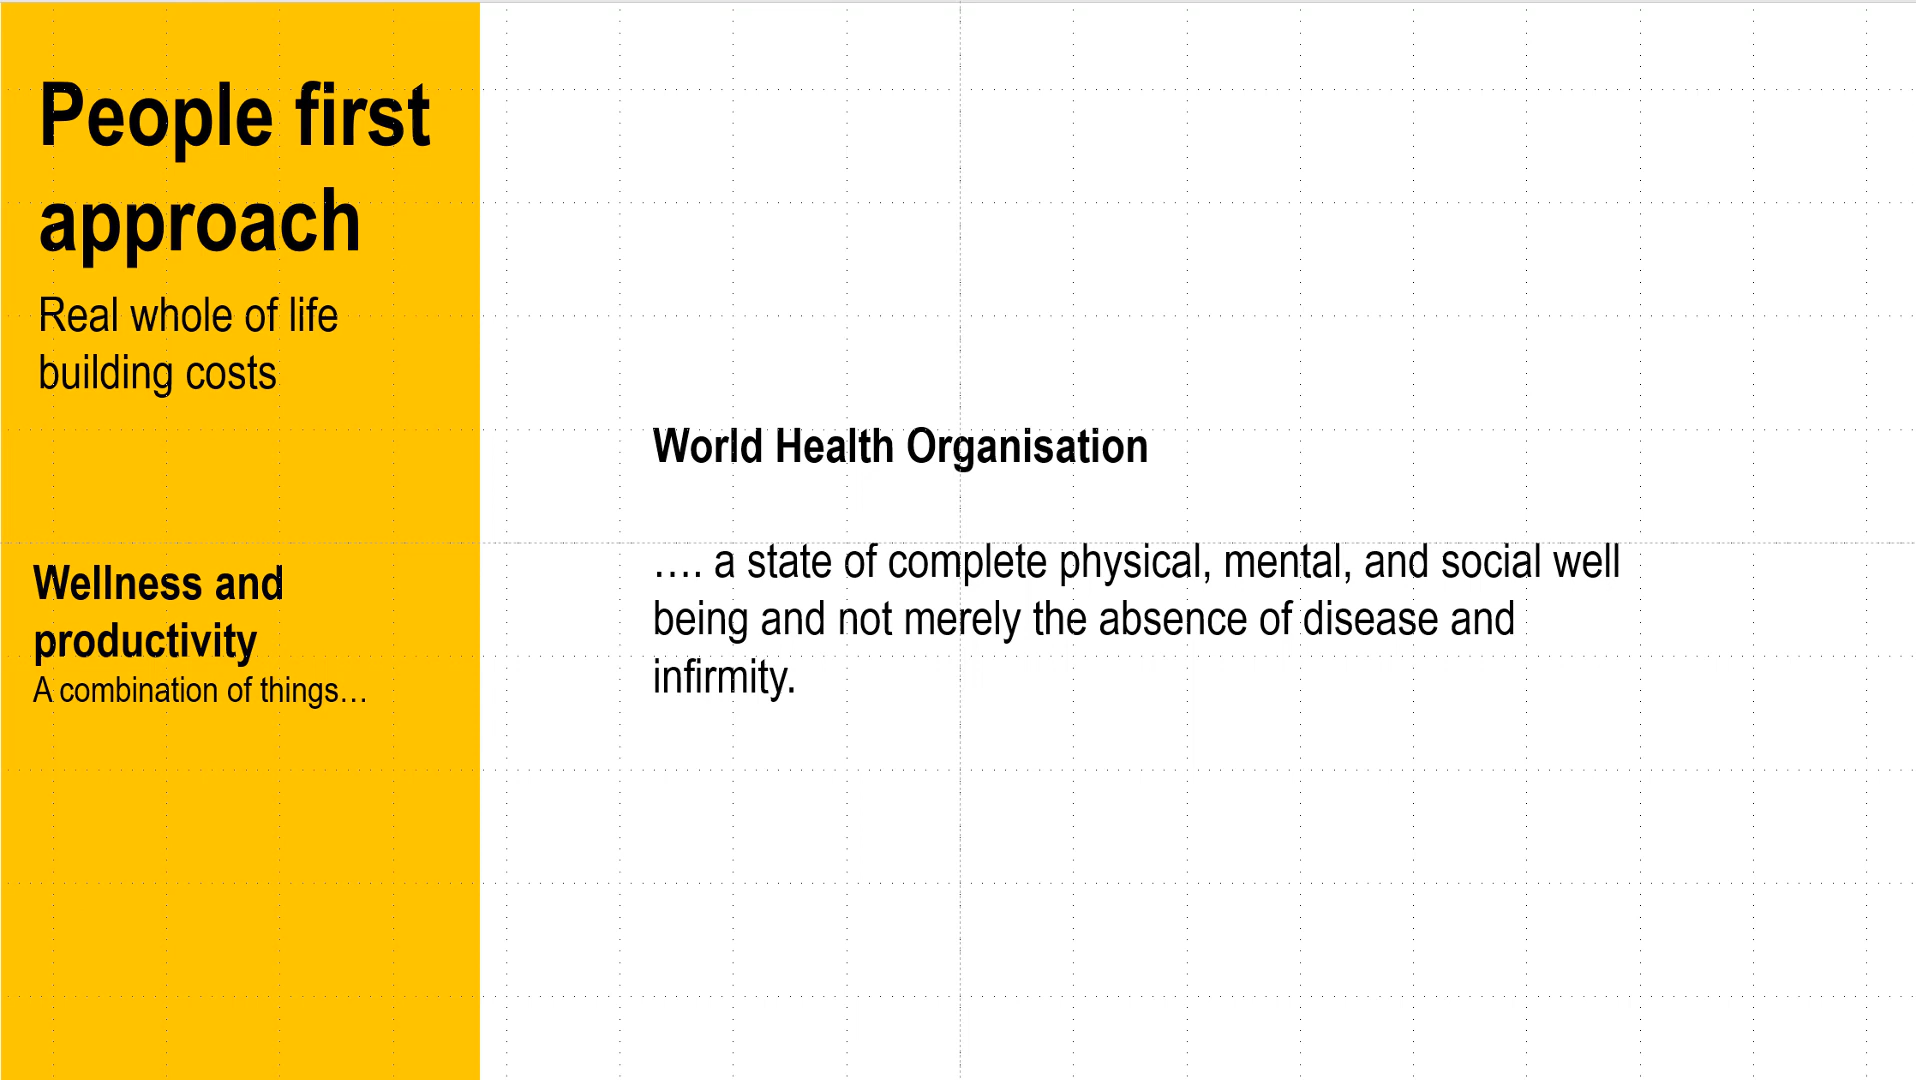 People first
approach
Real whole of life
building costs
Wellness and
productivity
A combination of things…
World Health Organisation
…. a state of complete physical, mental, and social well
being and not merely the absence of disease and
infirmity.